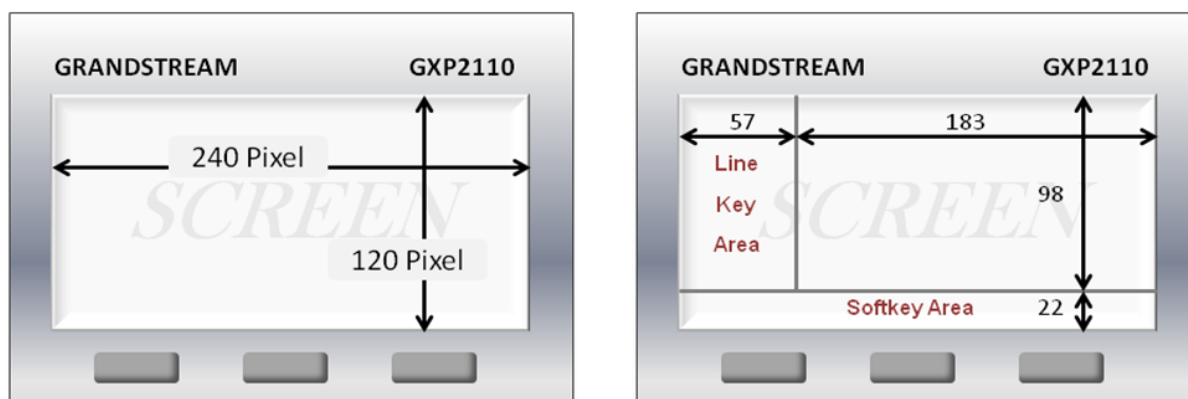 GRANDSTREAM GXP2110
240 Pixel
SCREEN
120 Pixel
GRANDSTREAM GXP2110
57 183
Line
Key
Area
SCREEN
98
Softkey Area 22